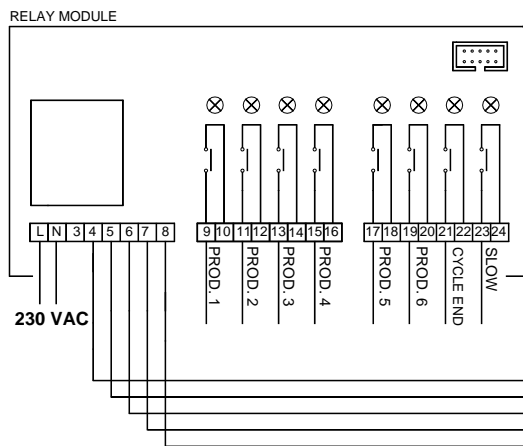 RELAY MODULE
L N 3 4 5 6 7 8
9 10 11 12 13 14 15 16
17 18 19 20 21 22 23 24
PROD. 1
PROD. 2
PROD. 3
PROD. 4
PROD. 5
PROD. 6
CYCLE END
SLOW
230 VAC